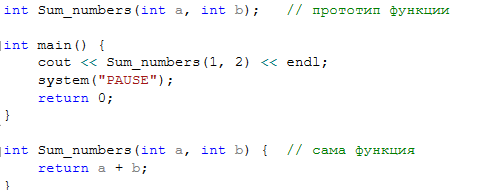 int Sum_numbers(int a, int b);   // прототип функции
int main() {
    cout << Sum_numbers(1, 2) << endl;
    system("PAUSE");
    return 0;
}
int Sum_numbers(int a, int b) {  // сама функция
    return a + b;
}